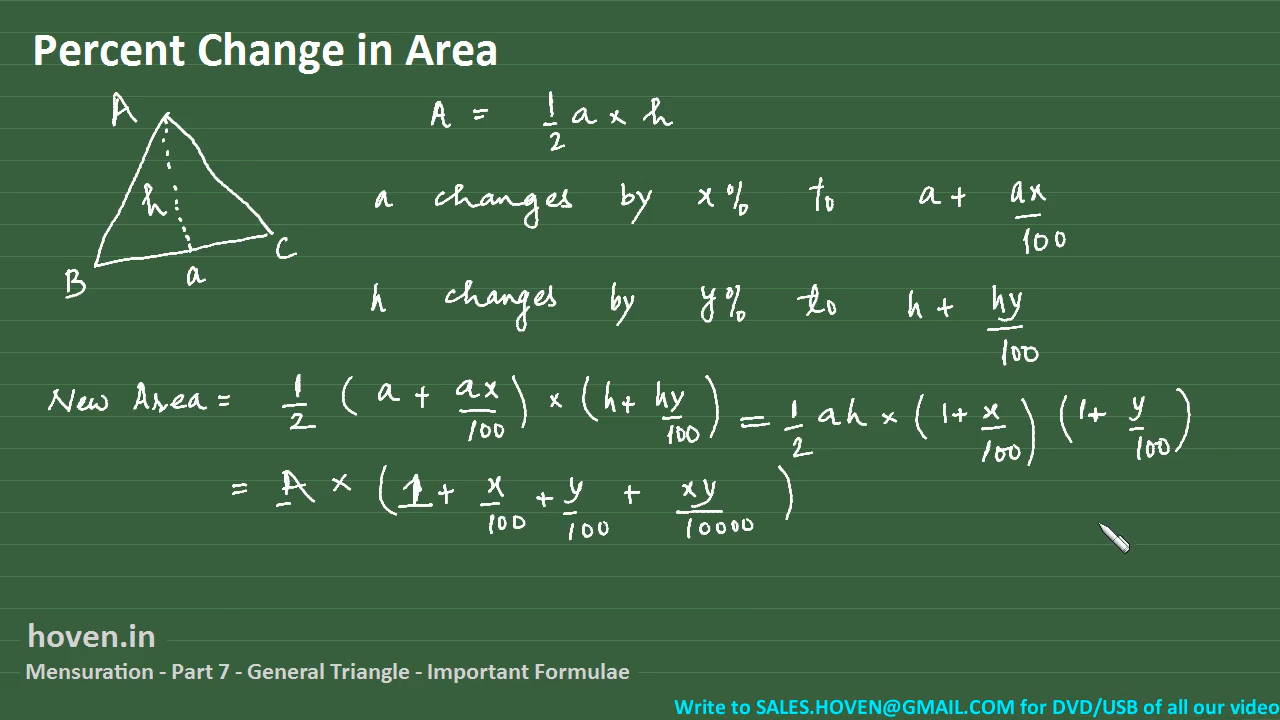 Percent Change in Area
A
h
B
a
C
A = 1/2 a × h
a changes by x% to a + ax/100
h changes by y% to h + hy/100
New Area = 1/2 (a + ax/100) × (h + hy/100) = 1/2 ah × (1 + x/100) (1 + y/100)
= A × (1 + x/100 + y/100 + xy/10000)
hoven.in
Mensuration - Part 7 - General Triangle - Important Formulae
Write to SALES.HOVEN@GMAIL.COM for DVD/USB of all our video